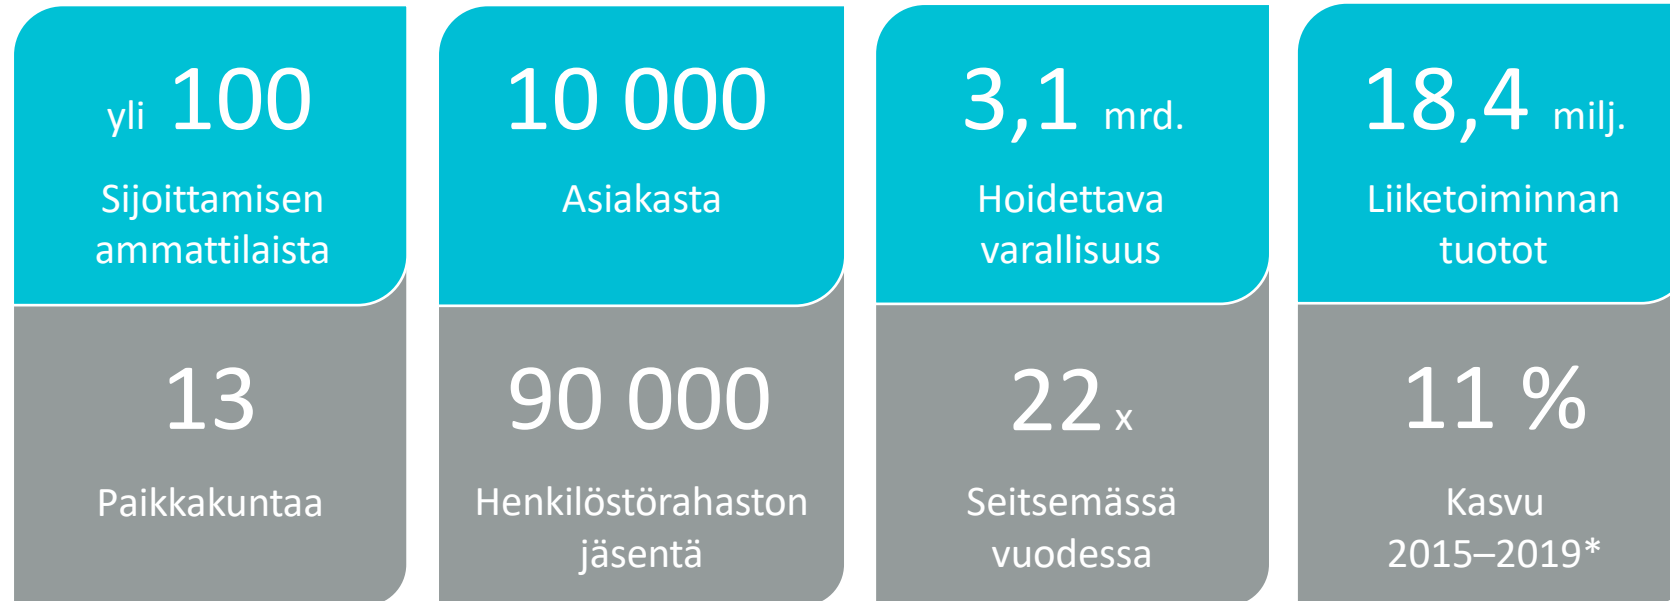 yli 100
Sijoittamisen
ammattilaista
13
Paikkakuntaa
10 000
Asiakasta
90 000
Henkilöstörahaston
jäsentä
3,1 mrd.
Hoidettava
varallisuus
22 x
Seitsemässä
vuodessa
18,4 milj.
Liiketoiminnan
tuotot
11 %
Kasvu
2015–2019*